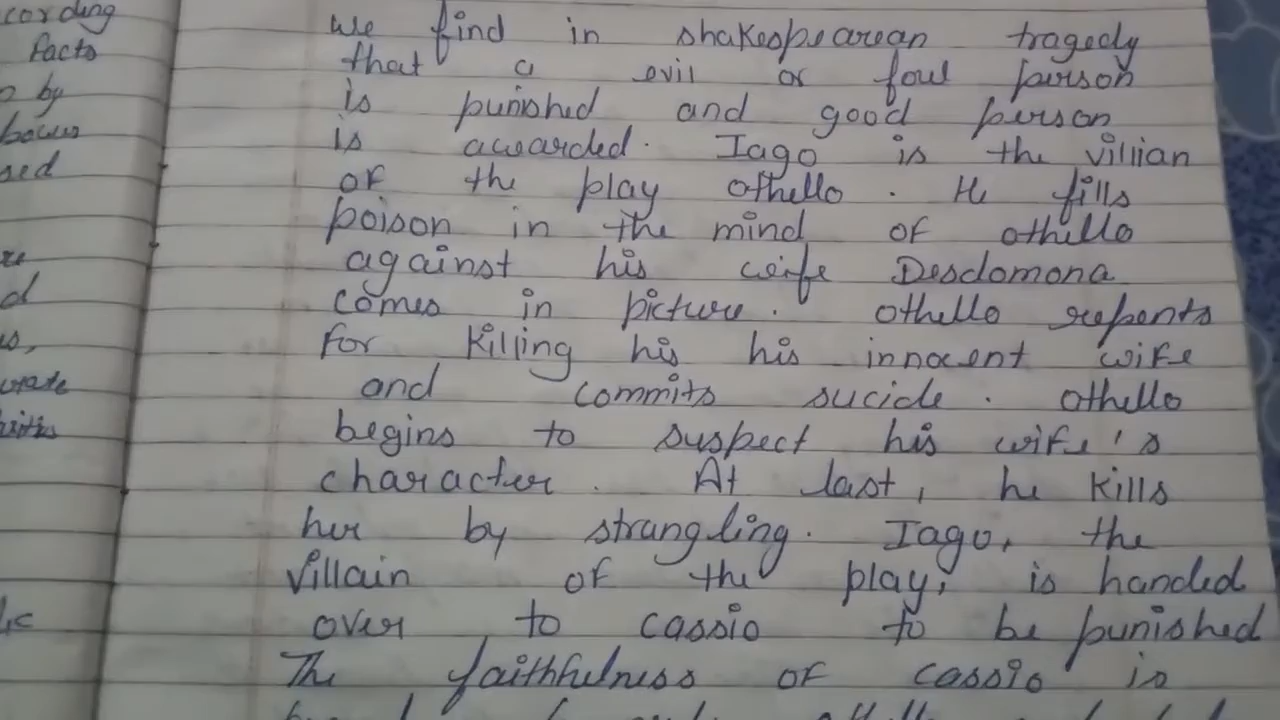 cording
facts
by
sed
d
We find in shakespearean tragedy
that a evil or foul person
is punished and good person
is awarded. Iago is the villian
of the play othello. He fills
poison in the mind of othello
against his wife Desdomona
comes in picture. othello repents
for killing his his innocent wife
and commits sucide. othello
begins to suspect his wife's
character. At last, he kills
her by strangling. Iago, the
villain of the play, is handed
over to cassio to be punished
The faithfulness of cassio is